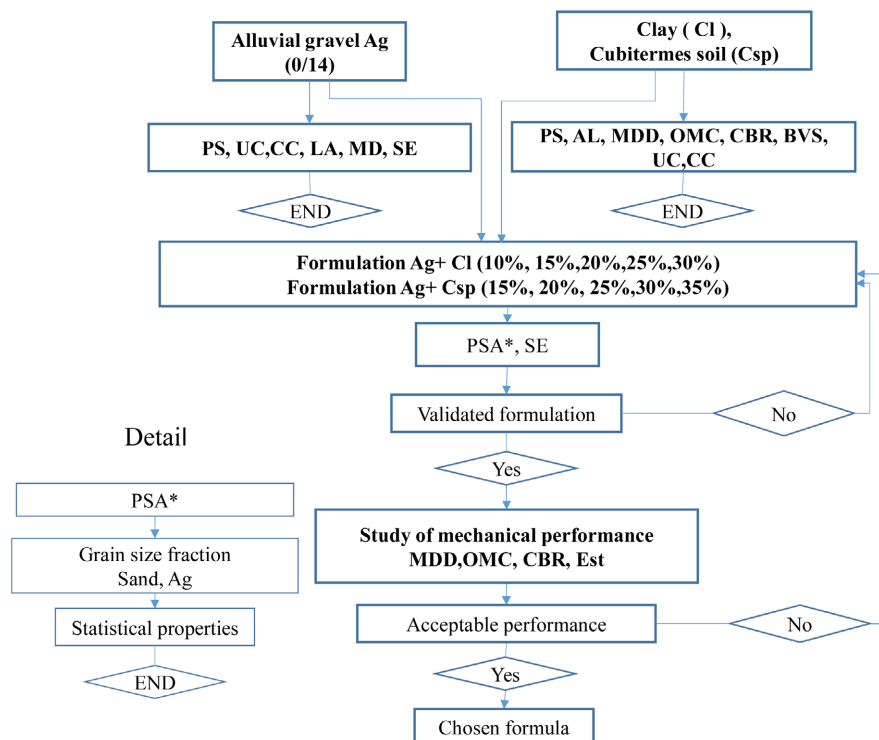 Alluvial gravel Ag
(0/14)
Clay ( Cl ),
Cubitermes soil (Csp)
PS, UC,CC, LA, MD, SE
PS, AL, MDD, OMC, CBR, BVS,
UC,CC
END
END
Formulation Ag+ Cl (10%, 15%,20%,25%,30%)
Formulation Ag+ Csp (15%, 20%, 25%,30%,35%)
PSA*, SE
Validated formulation
No
Yes
Detail
PSA*
Grain size fraction
Sand, Ag
Statistical properties
END
Study of mechanical performance
MDD,OMC, CBR, Est
Acceptable performance
No
Yes
Chosen formula